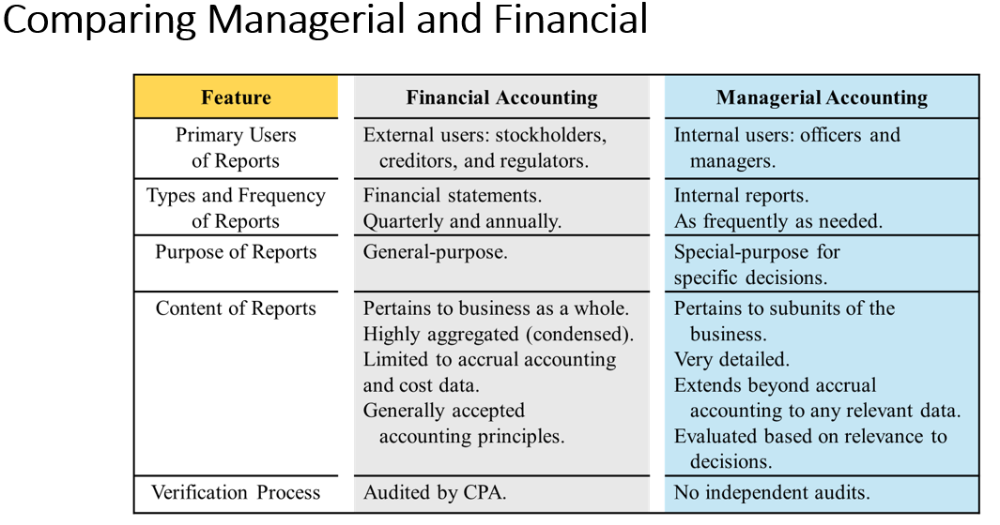 Comparing Managerial and Financial
Feature
Financial Accounting
Managerial Accounting
Primary Users
of Reports
External users: stockholders,
creditors, and regulators.
Internal users: officers and
managers.
Types and Frequency
of Reports
Financial statements.
Quarterly and annually.
Internal reports.
As frequently as needed.
Purpose of Reports
General-purpose.
Special-purpose for
specific decisions.
Content of Reports
Pertains to business as a whole.
Highly aggregated (condensed).
Limited to accrual accounting
and cost data.
Generally accepted
accounting principles.
Pertains to subunits of the
business.
Very detailed.
Extends beyond accrual
accounting to any relevant data.
Evaluated based on relevance to
decisions.
Verification Process
Audited by CPA.
No independent audits.